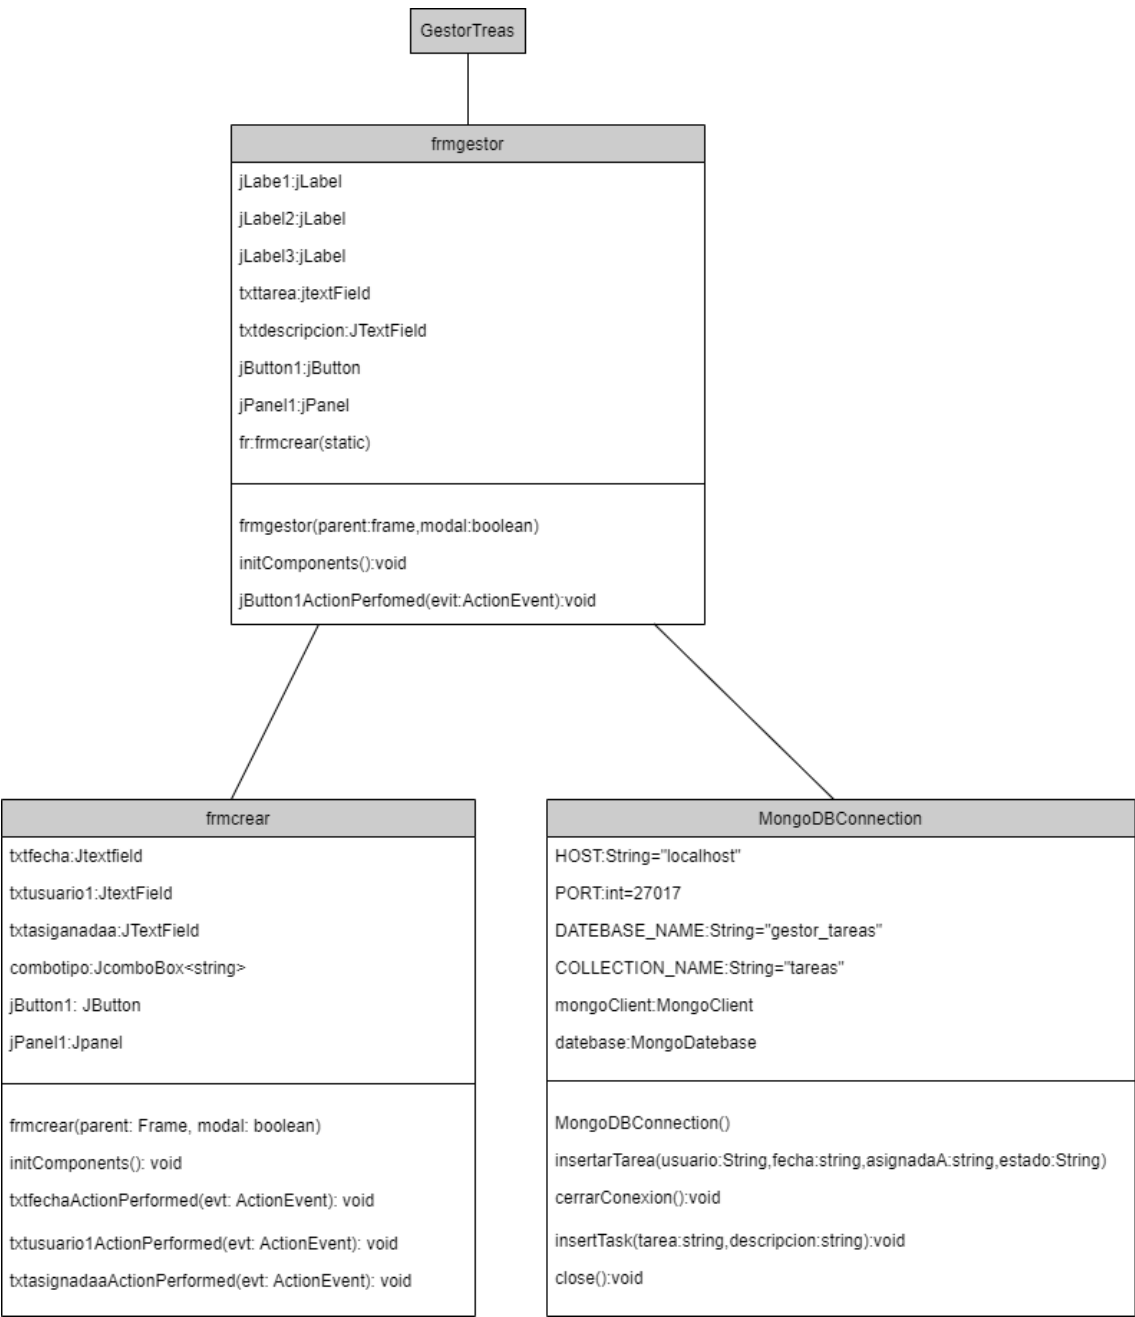 GestorTreas
frmgestor
jLabe1:jLabel
jLabel2:jLabel
jLabel3:jLabel
txttarea:jtextField
txtdescripcion:JTextField
jButton1:jButton
jPanel1:jPanel
fr:frmcrear(static)
frmgestor(parent:frame,modal:boolean)
initComponents():void
jButton1ActionPerfomed(evit:ActionEvent):void
frmcrear
txtfecha:Jtextfield
txtusuario1:JtextField
txtasiganadaa:JTextField
combotipo:JcomboBox<string>
jButton1: JButton
jPanel1:Jpanel
frmcrear(parent: Frame, modal: boolean)
initComponents(): void
txtfechaActionPerformed(evt: ActionEvent): void
txtusuario1ActionPerformed(evt: ActionEvent): void
txtasignadaaActionPerformed(evt: ActionEvent): void
MongoDBConnection
HOST:String="localhost"
PORT:int=27017
DATEBASE_NAME:String="gestor_tareas"
COLLECTION_NAME:String="tareas"
mongoClient:MongoClient
datebase:MongoDatebase
MongoDBConnection()
insertarTarea(usuario:String,fecha:string,asignadaA:string,estado:String)
cerrarConexion():void
insertTask(tarea:string,descripcion:string):void
close():void